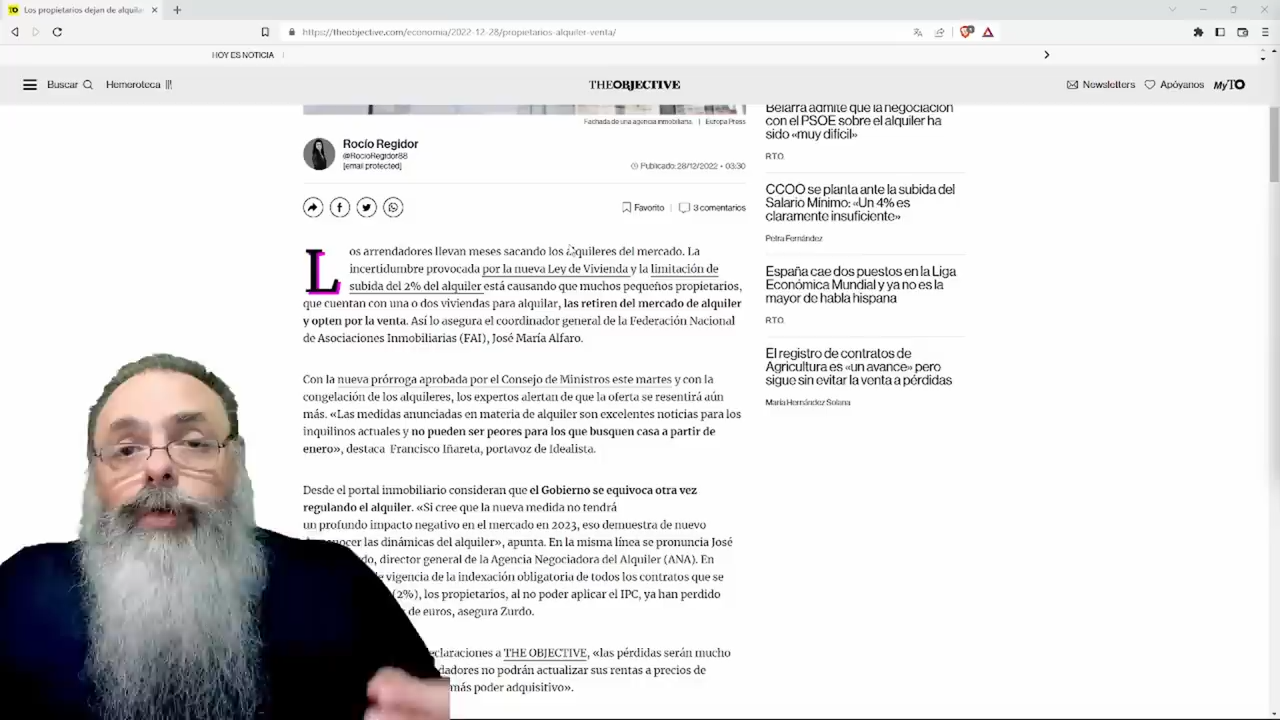 Los propietarios dejan de alquilar
https://theobjective.com/economia/2022-12-28/propietarios-alquiler-venta/
HOY ES NOTICIA
Buscar
Hemeroteca
THEOBJECTIVE
Newsletters
Apóyanos
MyTO
Fachada de una agencia inmobiliaria. | Europa Press
Rocío Regidor
@RocioRegidor88
[email protected]
Publicado: 28/12/2022 • 03:30
Favorito
3 comentarios
Los arrendadores llevan meses sacando los alquileres del mercado. La
incertidumbre provocada por la nueva Ley de Vivienda y la limitación de
subida del 2% del alquiler está causando que muchos pequeños propietarios,
que cuentan con una o dos viviendas para alquilar, las retiren del mercado de alquiler
y opten por la venta. Así lo asegura el coordinador general de la Federación Nacional
de Asociaciones Inmobiliarias (FAI), José María Alfaro.
Con la nueva prórroga aprobada por el Consejo de Ministros este martes y con la
congelación de los alquileres, los expertos alertan de que la oferta se resentirá aún
más. «Las medidas anunciadas en materia de alquiler son excelentes noticias para los
inquilinos actuales y no pueden ser peores para los que busquen casa a partir de
enero», destaca Francisco Iñareta, portavoz de Idealista.
Desde el portal inmobiliario consideran que el Gobierno se equivoca otra vez
regulando el alquiler. «Si cree que la nueva medida no tendrá
un profundo impacto negativo en el mercado en 2023, eso demuestra de nuevo
ocer las dinámicas del alquiler», apunta. En la misma línea se pronuncia José
do, director general de la Agencia Negociadora del Alquiler (ANA). En
e vigencia de la indexación obligatoria de todos los contratos que se
(2%), los propietarios, al no poder aplicar el IPC, ya han perdido
de euros, asegura Zurdo.
eclaraciones a THE OBJECTIVE, «las pérdidas serán mucho
dadores no podrán actualizar sus rentas a precios de
más poder adquisitivo».
Belarra admite que la negociación
con el PSOE sobre el alquiler ha
sido «muy difícil»
R.T.O.
CCOO se planta ante la subida del
Salario Mínimo: «Un 4% es
claramente insuficiente»
Petra Fernández
España cae dos puestos en la Liga
Económica Mundial y ya no es la
mayor de habla hispana
R.T.O.
El registro de contratos de
Agricultura es «un avance» pero
sigue sin evitar la venta a pérdidas
María Hernández Solana